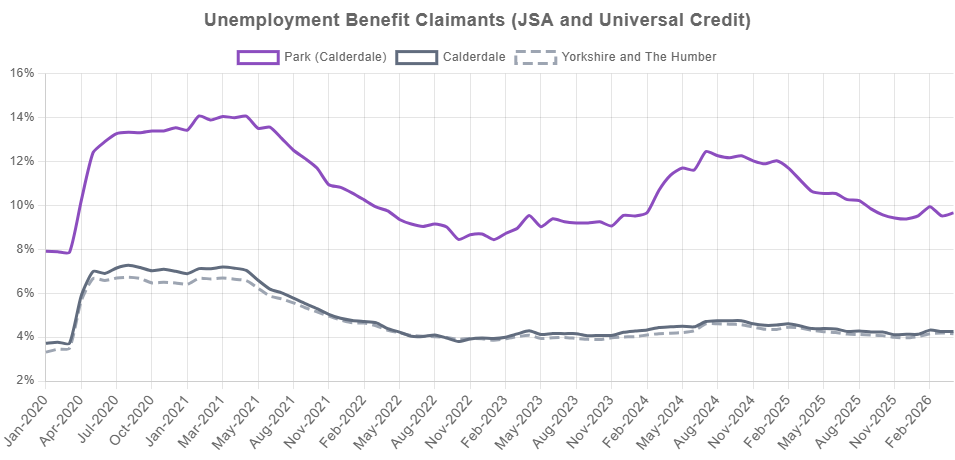 Unemployment Benefit Claimants (JSA and Universal Credit)
Park (Calderdale) Calderdale Yorkshire and The Humber
16%
14%
12%
10%
8%
6%
4%
2%
Jan-2020 Apr-2020 Jul-2020 Oct-2020 Jan-2021 Mar-2021 May-2021 Aug-2021 Nov-2021 Feb-2022 May-2022 Aug-2022 Nov-2022 Feb-2023 May-2023 Aug-2023 Nov-2023 Feb-2024 May-2024 Aug-2024 Nov-2024 Feb-2025 May-2025 Aug-2025 Nov-2025 Feb-2026